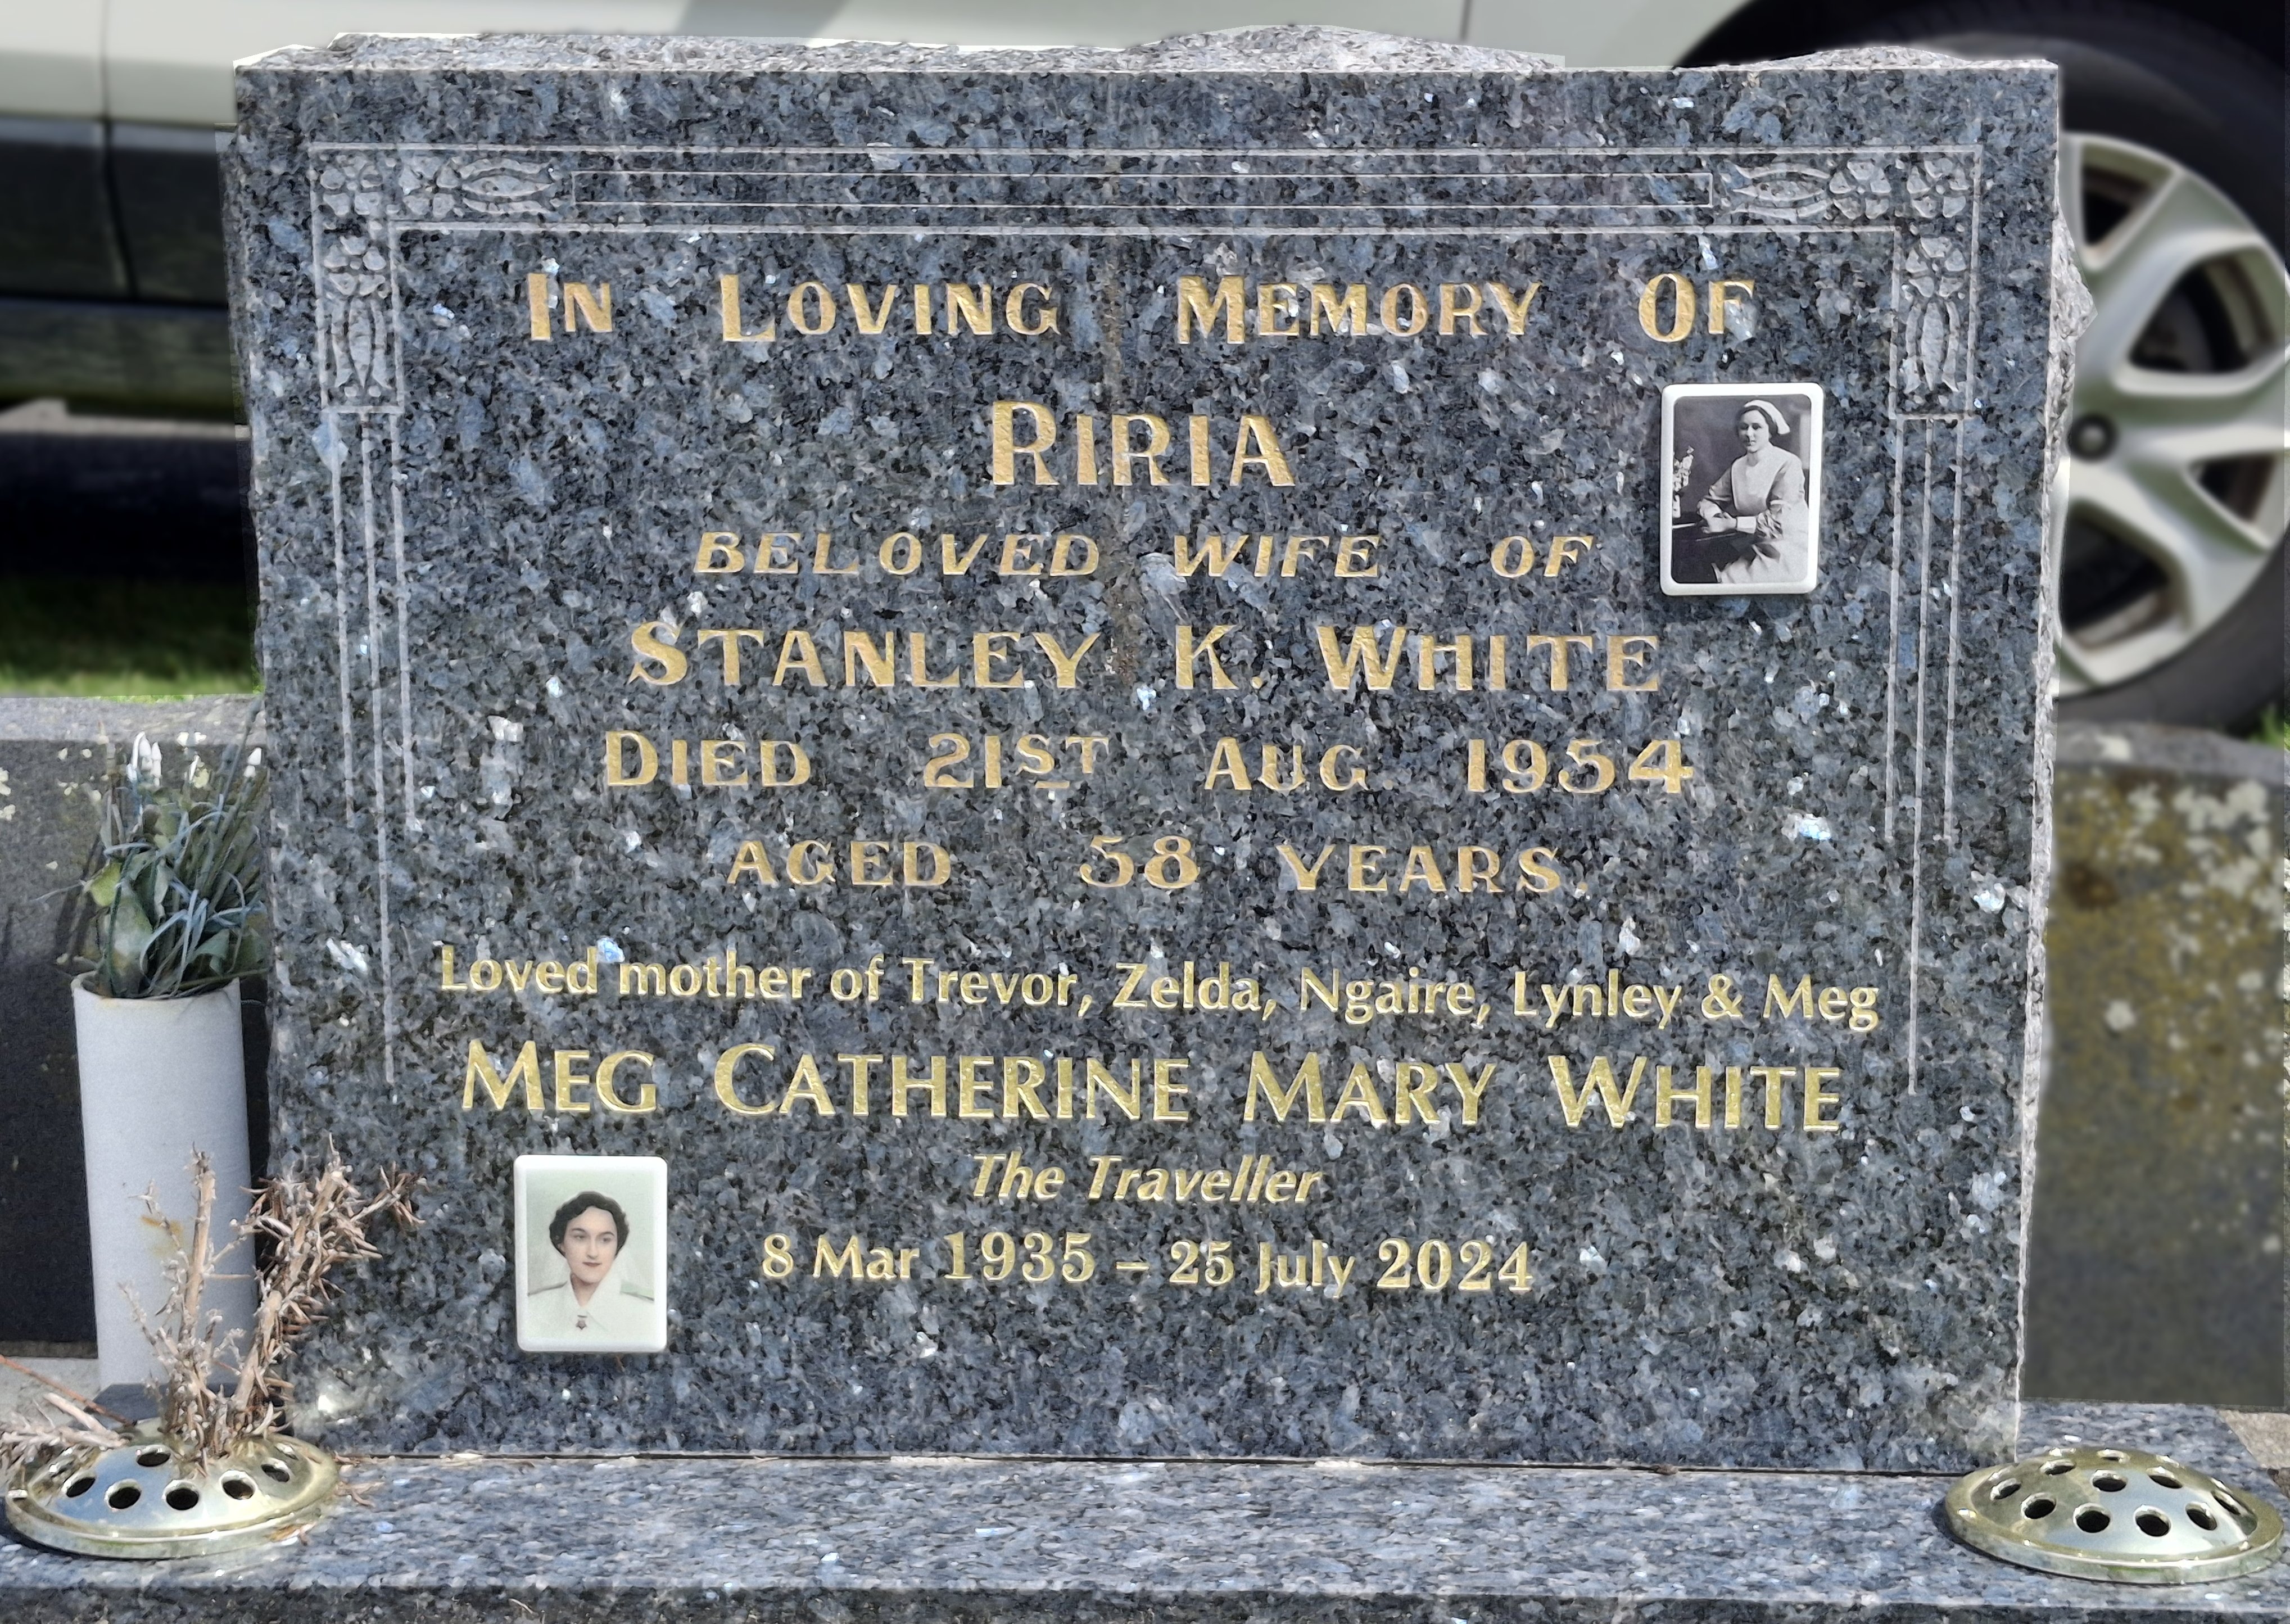 IN LOVING MEMORY OF
RIRIA
BELOVED WIFE OF
STANLEY K. WHITE
DIED 21ST AUG. 1954
AGED 58 YEARS.
Loved mother of Trevor, Zelda, Ngaire, Lynley & Meg
MEG CATHERINE MARY WHITE
The Traveller
8 Mar 1935 – 25 July 2024